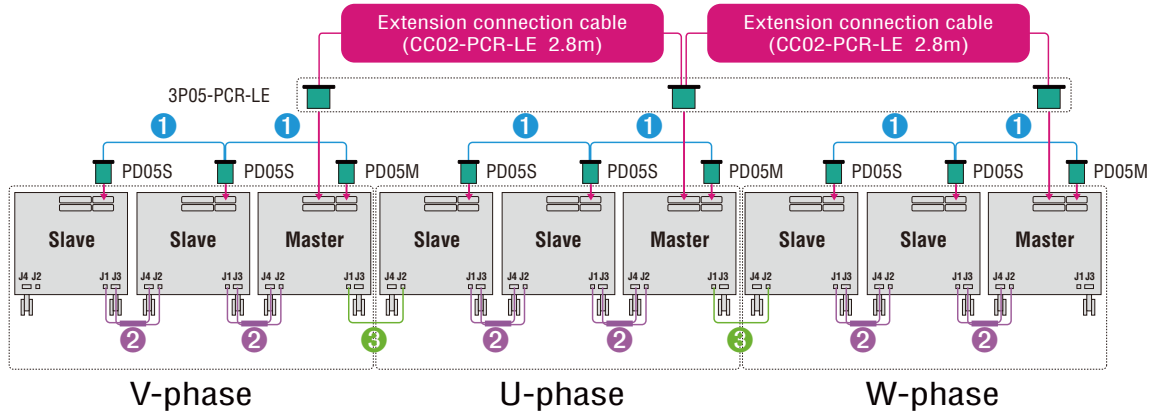 Extension connection cable
(CC02-PCR-LE 2.8m)
Extension connection cable
(CC02-PCR-LE 2.8m)
3P05-PCR-LE
1 1 1 1 1 1
PD05S PD05S PD05M PD05S PD05S PD05M PD05S PD05S PD05M
Slave Slave Master Slave Slave Master Slave Slave Master
J4 J2 J1 J3 J4 J2 J1 J3 J4 J2 J1 J3 J4 J2 J1 J3 J4 J2 J1 J3 J4 J2 J1 J3 J4 J2 J1 J3 J4 J2 J1 J3 J4 J2 J1 J3
2 2 3 2 2 3 2 2
V-phase U-phase W-phase